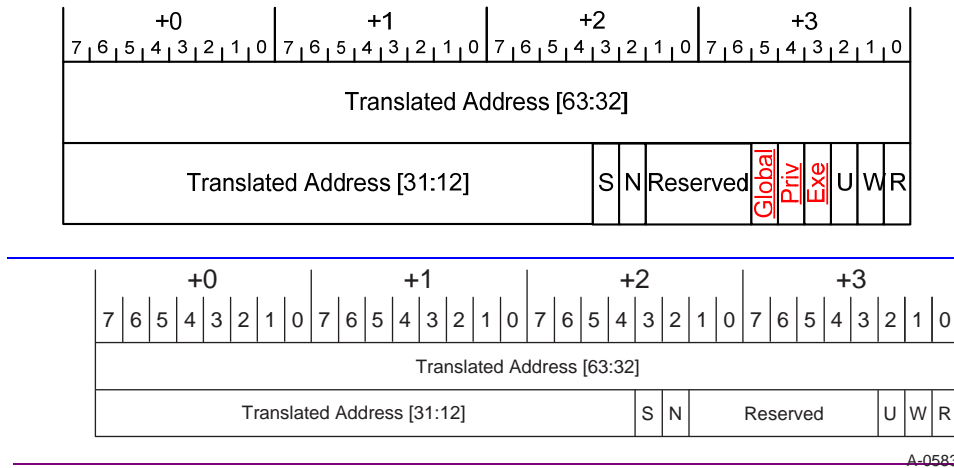 +0 +1 +2 +3
7 6 5 4 3 2 1 0 7 6 5 4 3 2 1 0 7 6 5 4 3 2 1 0 7 6 5 4 3 2 1 0
Translated Address [63:32]
Translated Address [31:12] S N Reserved Global Priv Exe U W R
+0 +1 +2 +3
7 6 5 4 3 2 1 0 7 6 5 4 3 2 1 0 7 6 5 4 3 2 1 0 7 6 5 4 3 2 1 0
Translated Address [63:32]
Translated Address [31:12] S N Reserved U W R
A-0583